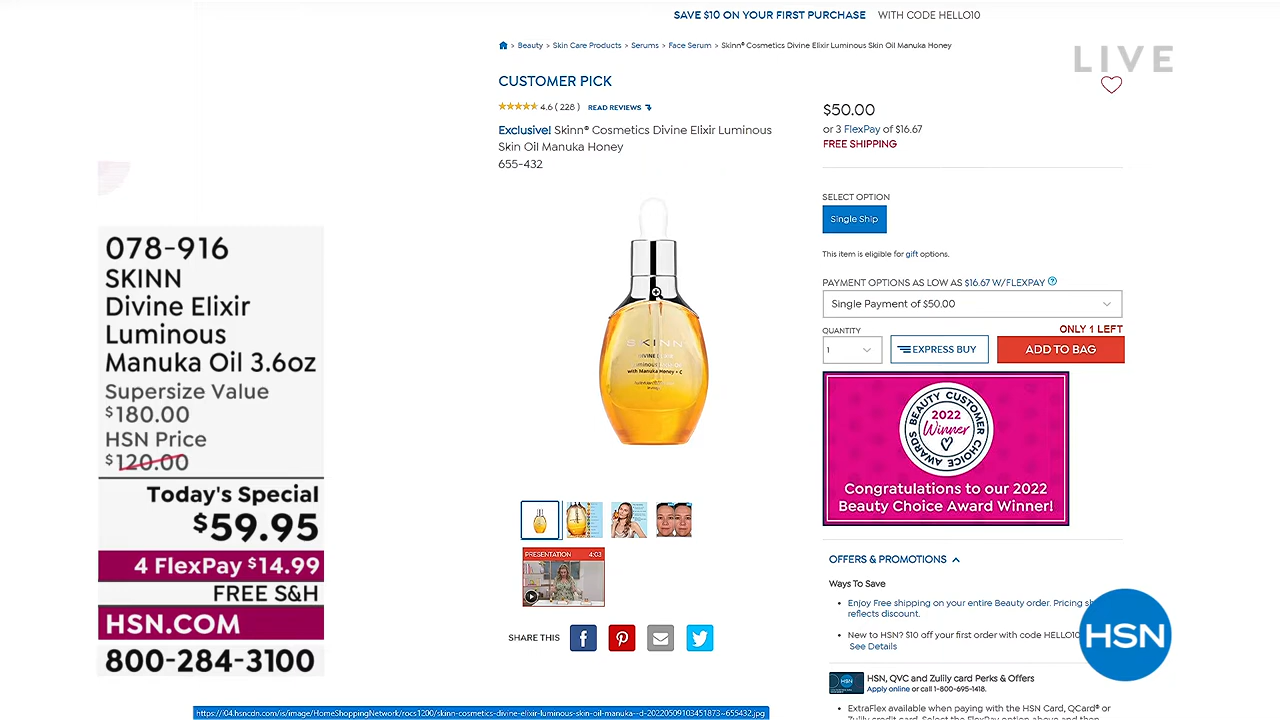 SAVE $10 ON YOUR FIRST PURCHASE WITH CODE HELLO10
> Beauty > Skin Care Products > Serums > Face Serum > Skinn® Cosmetics Divine Elixir Luminous Skin Oil Manuka Honey
LIVE
CUSTOMER PICK
4.6 ( 228 ) READ REVIEWS
Exclusive! Skinn® Cosmetics Divine Elixir Luminous
Skin Oil Manuka Honey
655-432
$50.00
or 3 FlexPay of $16.67
FREE SHIPPING
SELECT OPTION
Single Ship
This item is eligible for gift options.
PAYMENT OPTIONS AS LOW AS $16.67 W/FLEXPAY ?
Single Payment of $50.00
QUANTITY
ONLY 1 LEFT
1
EXPRESS BUY
ADD TO BAG
SKINN
DIVINE
with Manuka Honey + C
2022
Winner
BEAUTY CUSTOMER CHOICE AWARDS
Congratulations to our 2022
Beauty Choice Award Winner!
PRESENTATION 4:03
SHARE THIS
OFFERS & PROMOTIONS
Ways To Save
• Enjoy Free shipping on your entire Beauty order. Pricing
reflects discount.
• New to HSN? $10 off your first order with code HELLO10
See Details
HSN
HSN, QVC and Zulily card Perks & Offers
Apply online or call 1-800-695-1418.
• ExtraFlex available when paying with the HSN Card, QCard® or
Zulily credit card. Select the FlexPay option above and then
078-916
SKINN
Divine Elixir
Luminous
Manuka Oil 3.6oz
Supersize Value
$180.00
HSN Price
$120.00
Today's Special
$59.95
4 FlexPay $14.99
FREE S&H
HSN.COM
800-284-3100
HSN
https://i04.hsncdn.com/is/image/HomeShoppingNetwork/rocs1200/skinn-cosmetics-divine-elixir-luminous-skin-oil-manuka--d-20220509103451873~655432.jpg